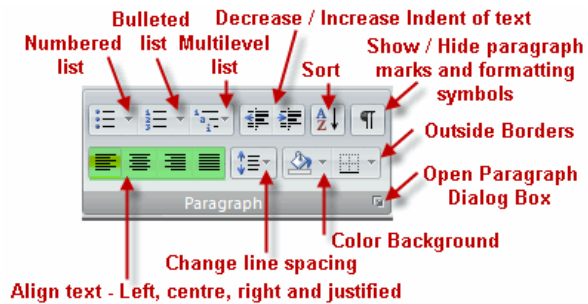 Decrease / Increase Indent of text
Bulleted
list
Numbered
list
Multilevel
list
Sort
Show / Hide paragraph
marks and formatting
symbols
A
Z
¶
Outside Borders
Open Paragraph
Dialog Box
Paragraph
Color Background
Change line spacing
Align text - Left, centre, right and justified